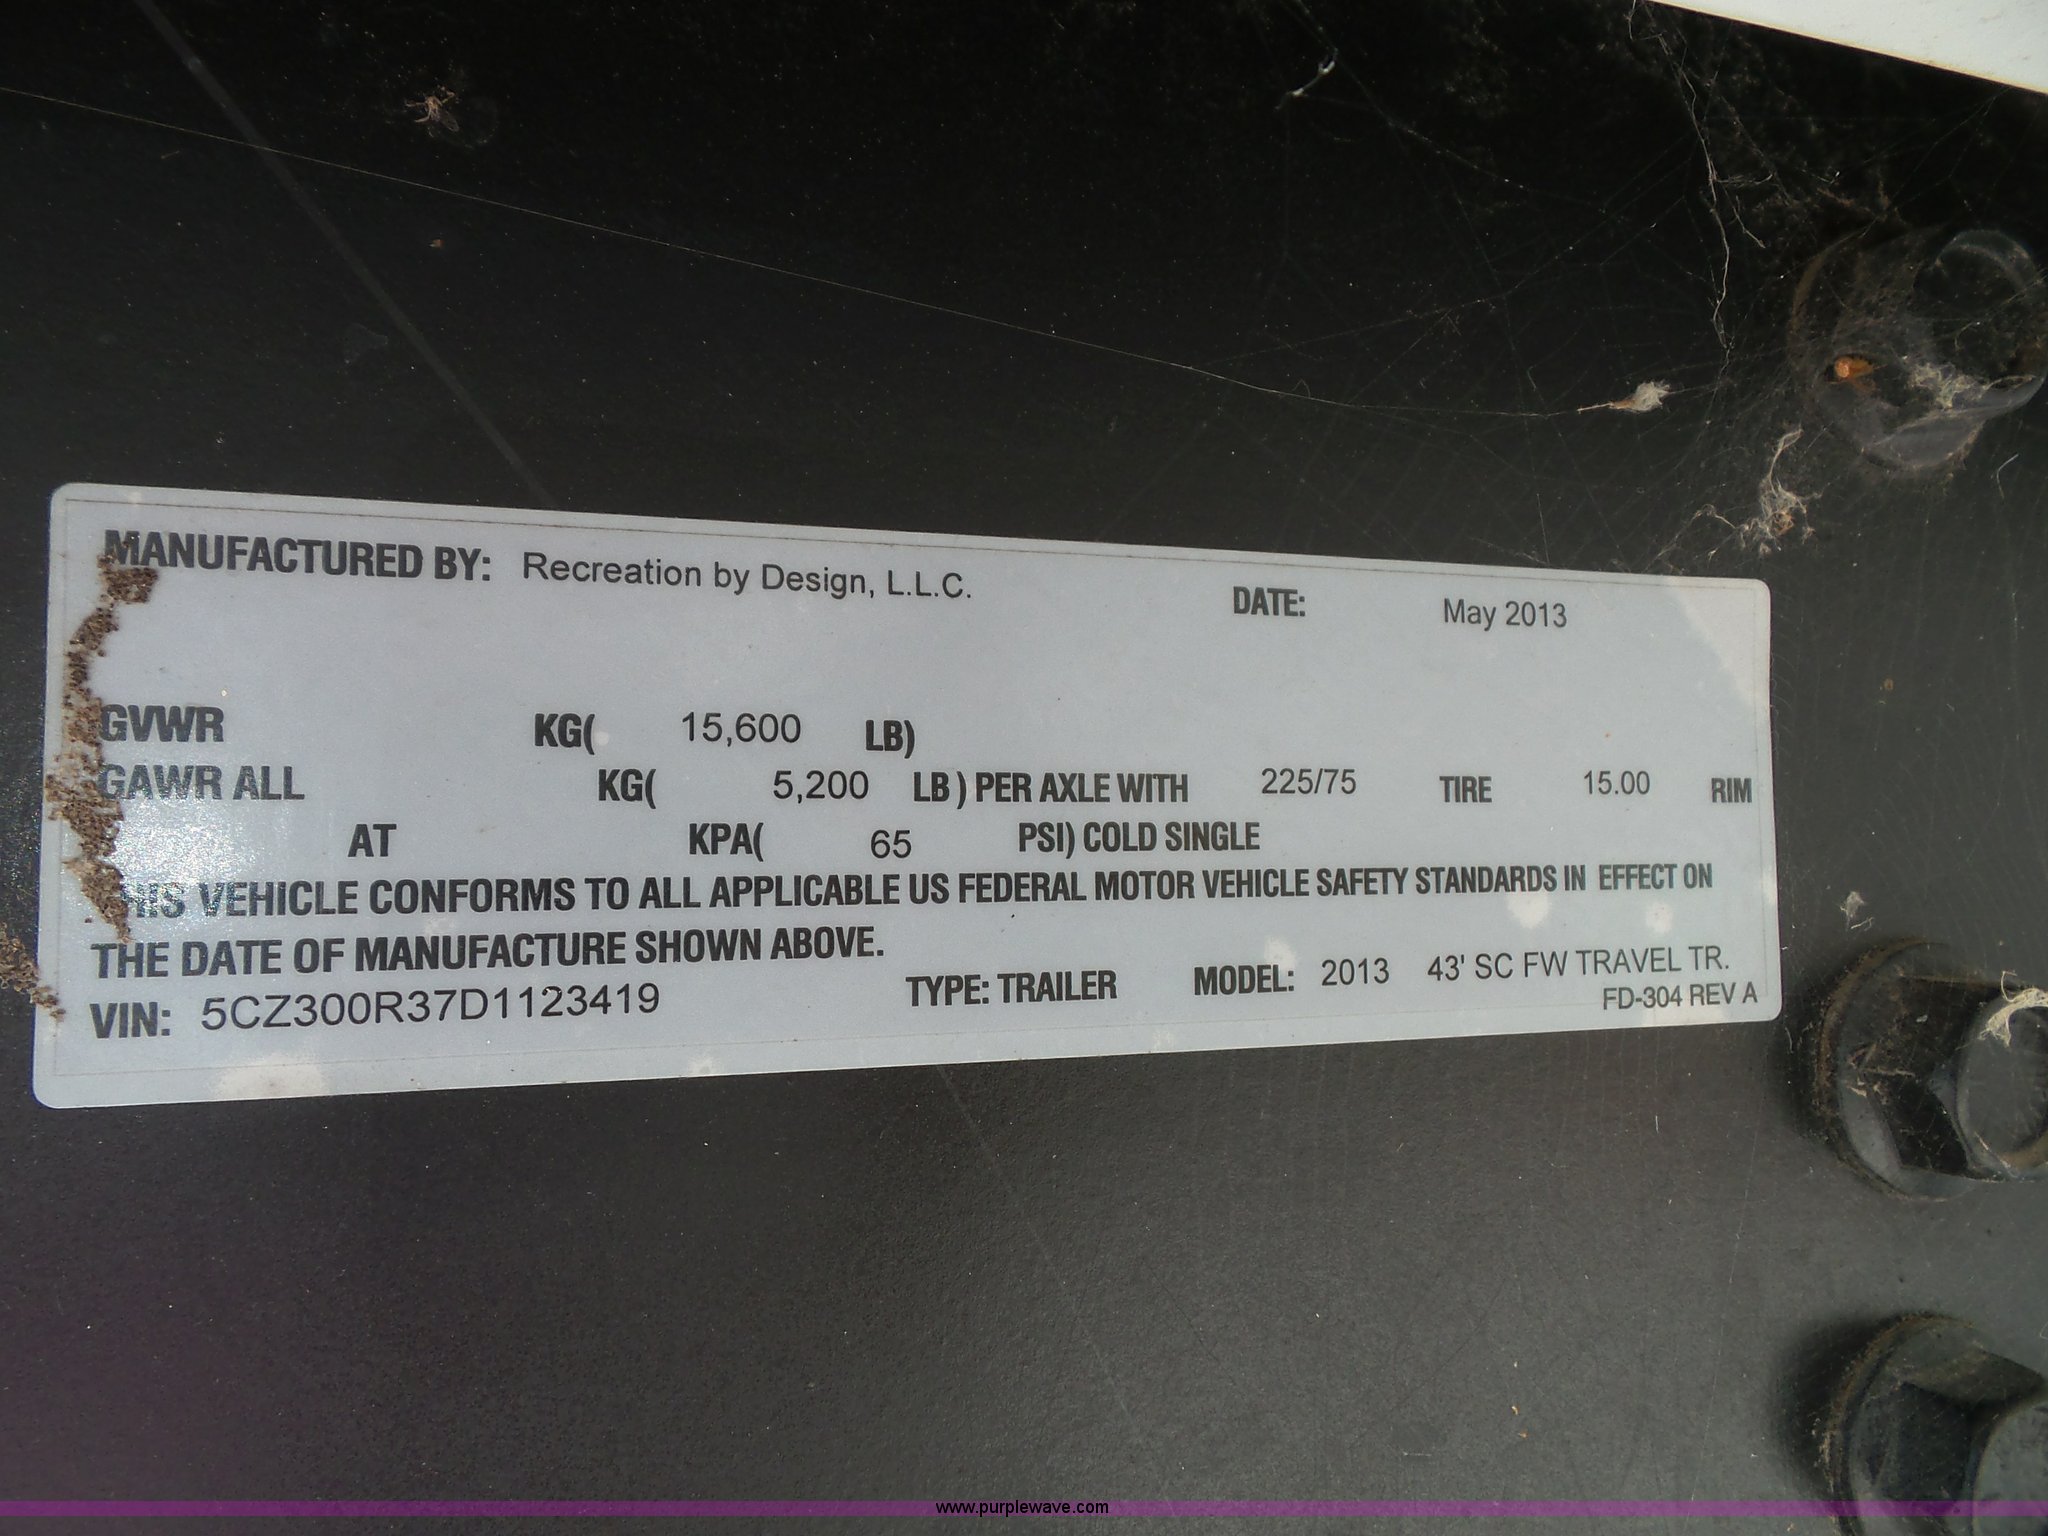 MANUFACTURED BY: Recreation by Design, L.L.C. DATE: May 2013
GVWR KG( 15,600 LB)
GAWR ALL KG( 5,200 LB ) PER AXLE WITH 225/75 TIRE 15.00 RIM
AT KPA( 65 PSI) COLD SINGLE
THIS VEHICLE CONFORMS TO ALL APPLICABLE US FEDERAL MOTOR VEHICLE SAFETY STANDARDS IN EFFECT ON
THE DATE OF MANUFACTURE SHOWN ABOVE.
VIN: 5CZ300R37D1123419 TYPE: TRAILER MODEL: 2013 43' SC FW TRAVEL TR.
FD-304 REV A
www.purplewave.com